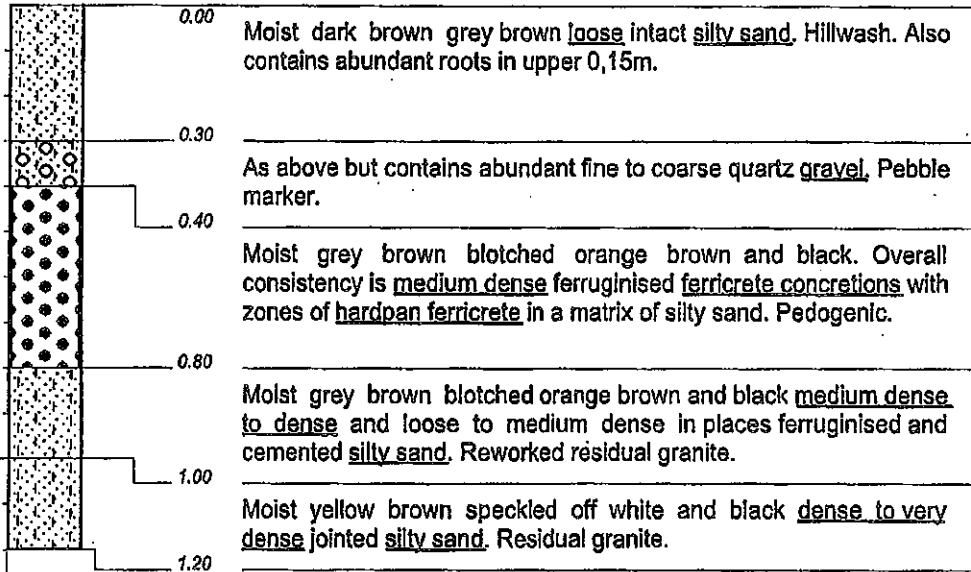 0.00
Moist dark brown grey brown loose intact silty sand. Hillwash. Also
contains abundant roots in upper 0,15m.
0.30
As above but contains abundant fine to coarse quartz gravel. Pebble
marker.
0.40
Moist grey brown blotched orange brown and black. Overall
consistency is medium dense ferruginised ferricrete concretions with
zones of hardpan ferricrete in a matrix of silty sand. Pedogenic.
0.80
Moist grey brown blotched orange brown and black medium dense
to dense and loose to medium dense in places ferruginised and
cemented silty sand. Reworked residual granite.
1.00
Moist yellow brown speckled off white and black dense to very
dense jointed silty sand. Residual granite.
1.20